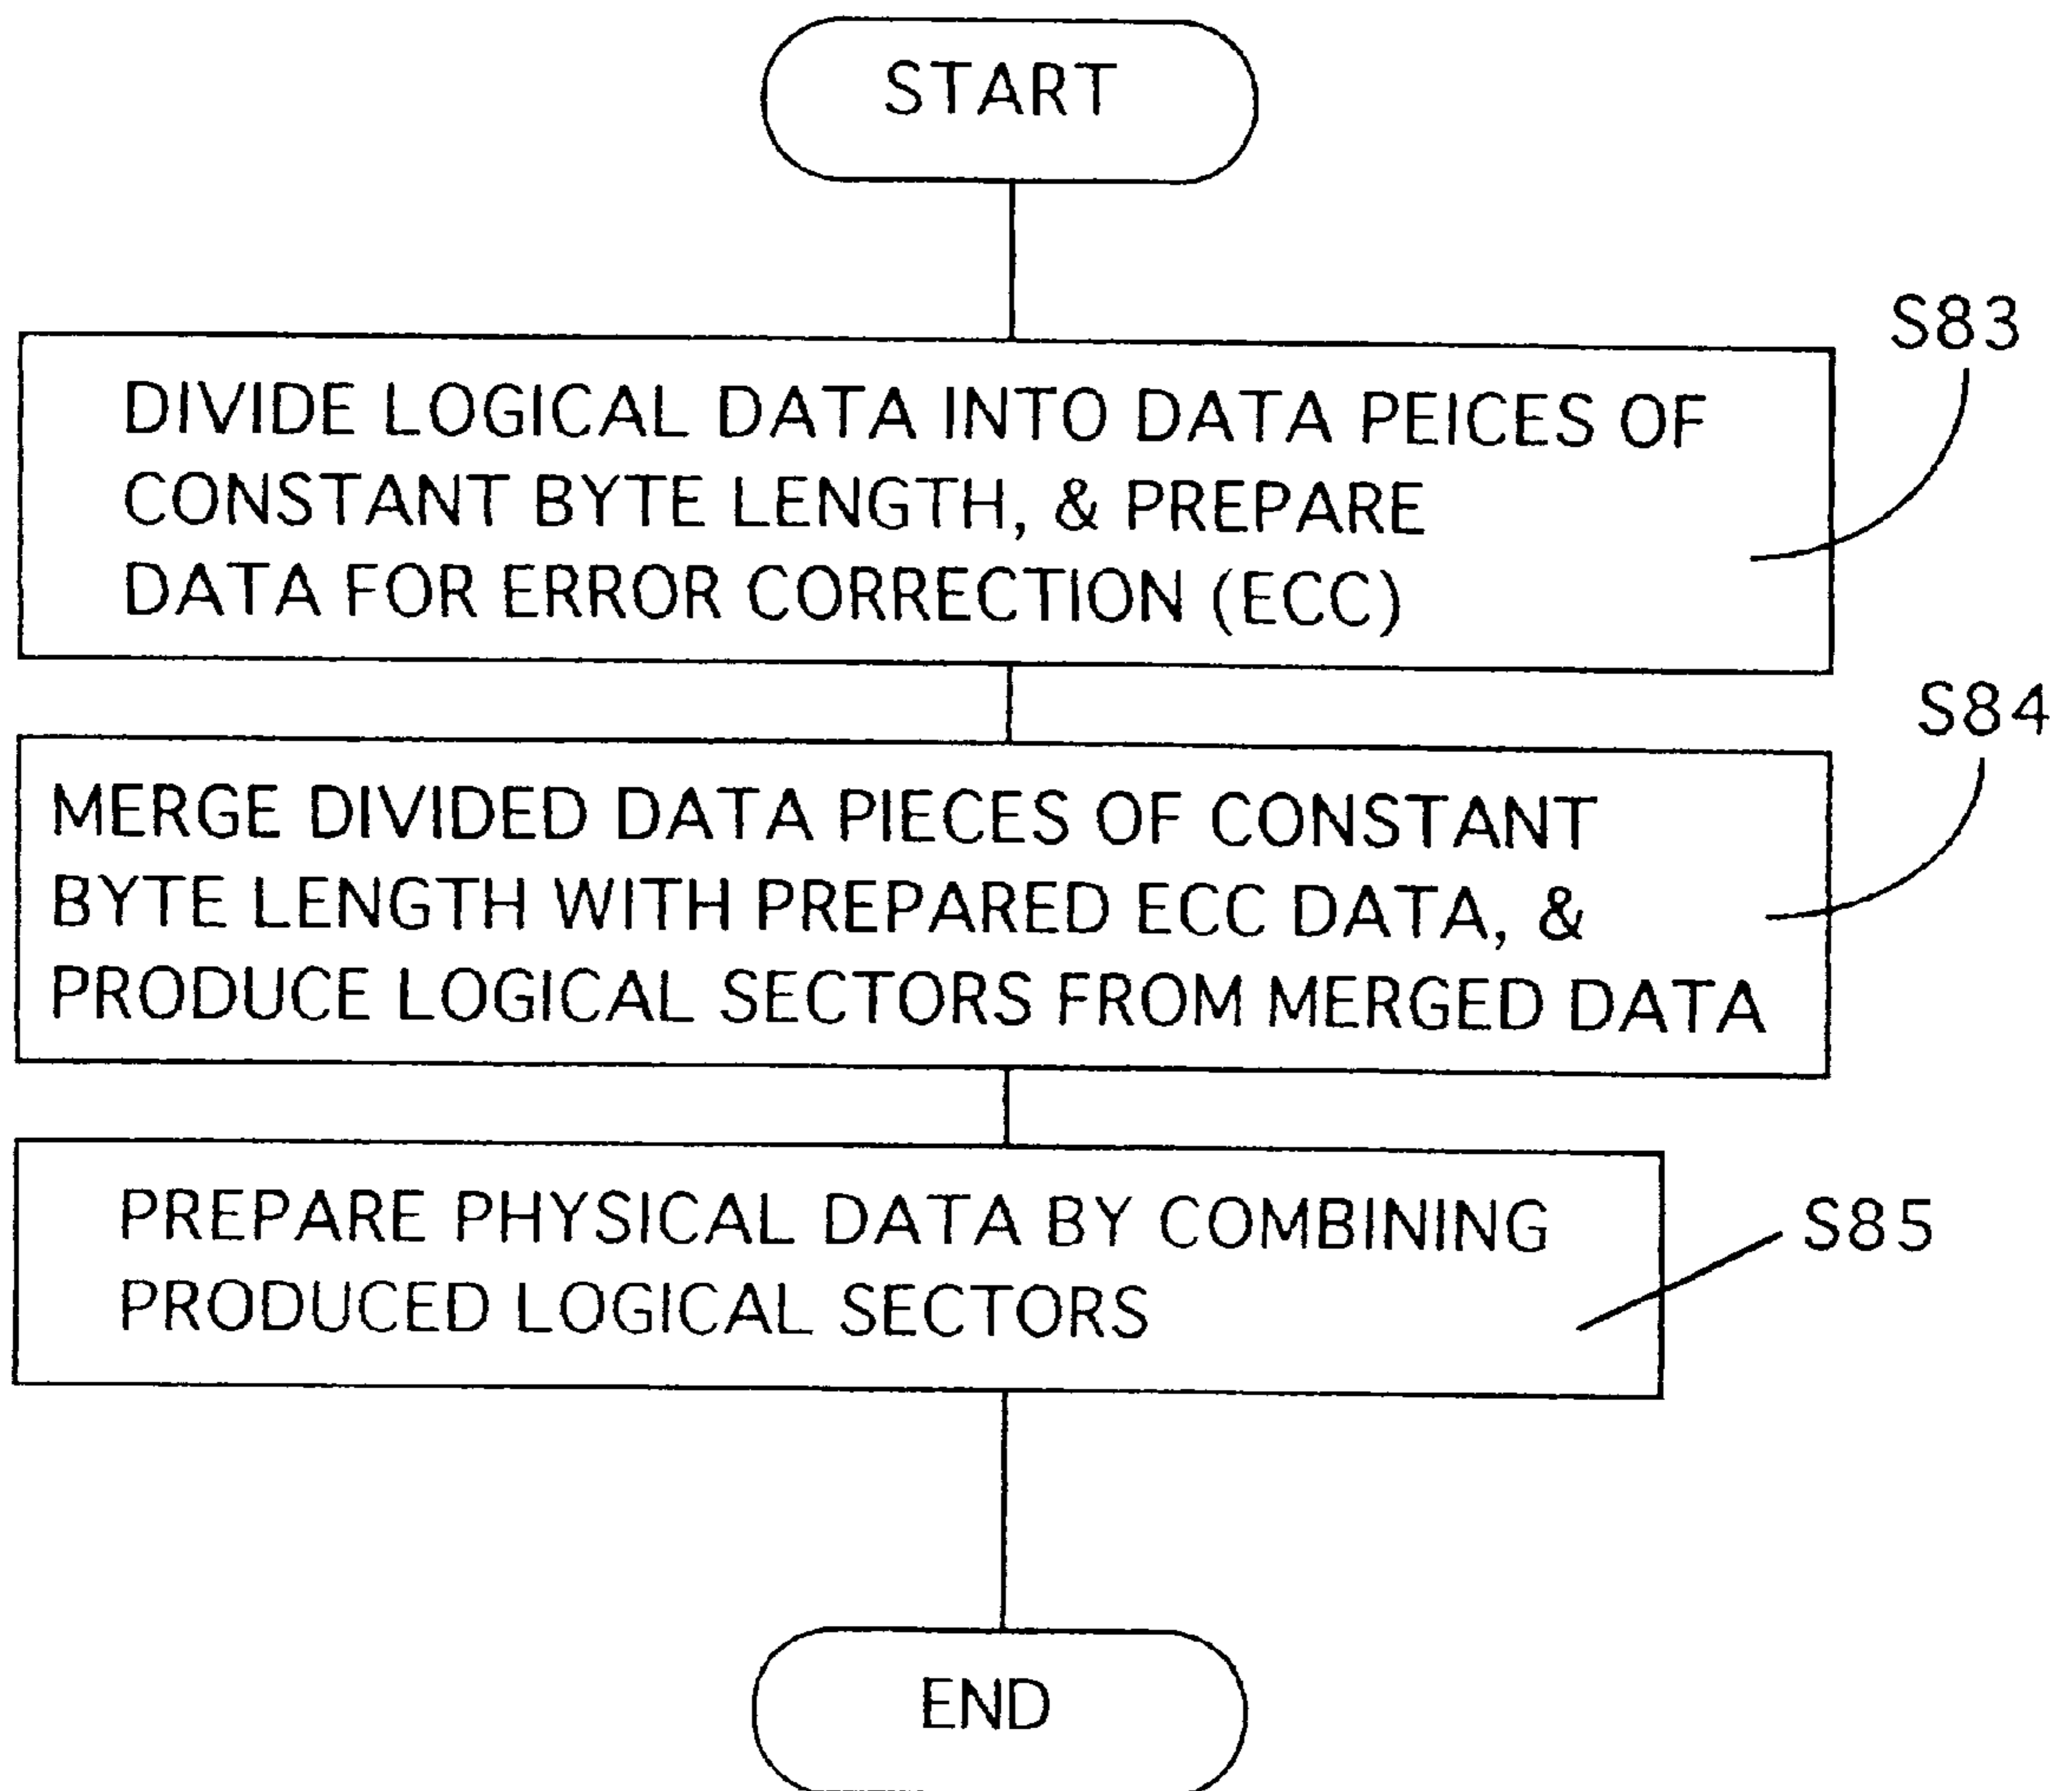 START
S83
DIVIDE LOGICAL DATA INTO DATA PEICES OF
CONSTANT BYTE LENGTH, & PREPARE
DATA FOR ERROR CORRECTION (ECC)
S84
MERGE DIVIDED DATA PIECES OF CONSTANT
BYTE LENGTH WITH PREPARED ECC DATA, &
PRODUCE LOGICAL SECTORS FROM MERGED DATA
PREPARE PHYSICAL DATA BY COMBINING
PRODUCED LOGICAL SECTORS
S85
END